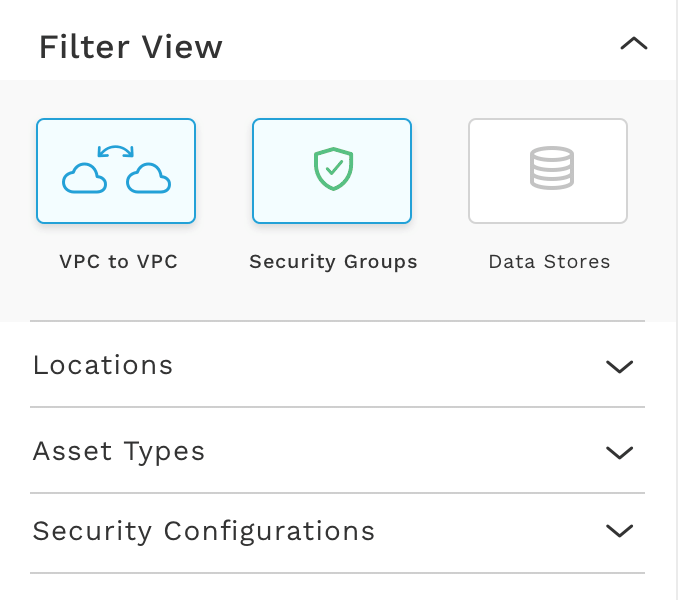 Filter View
VPC to VPC
Security Groups
Data Stores
Locations
Asset Types
Security Configurations